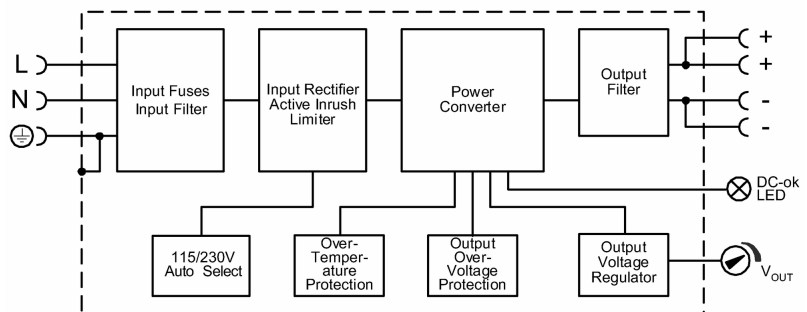 L
N
Input Fuses
Input Filter
Input Rectifier
Active Inrush
Limiter
Power
Converter
Output
Filter
+
+
-
-
DC-ok
LED
115/230V
Auto Select
Over-
Temper-
ature
Protection
Output
Over-
Voltage
Protection
Output
Voltage
Regulator
VOUT